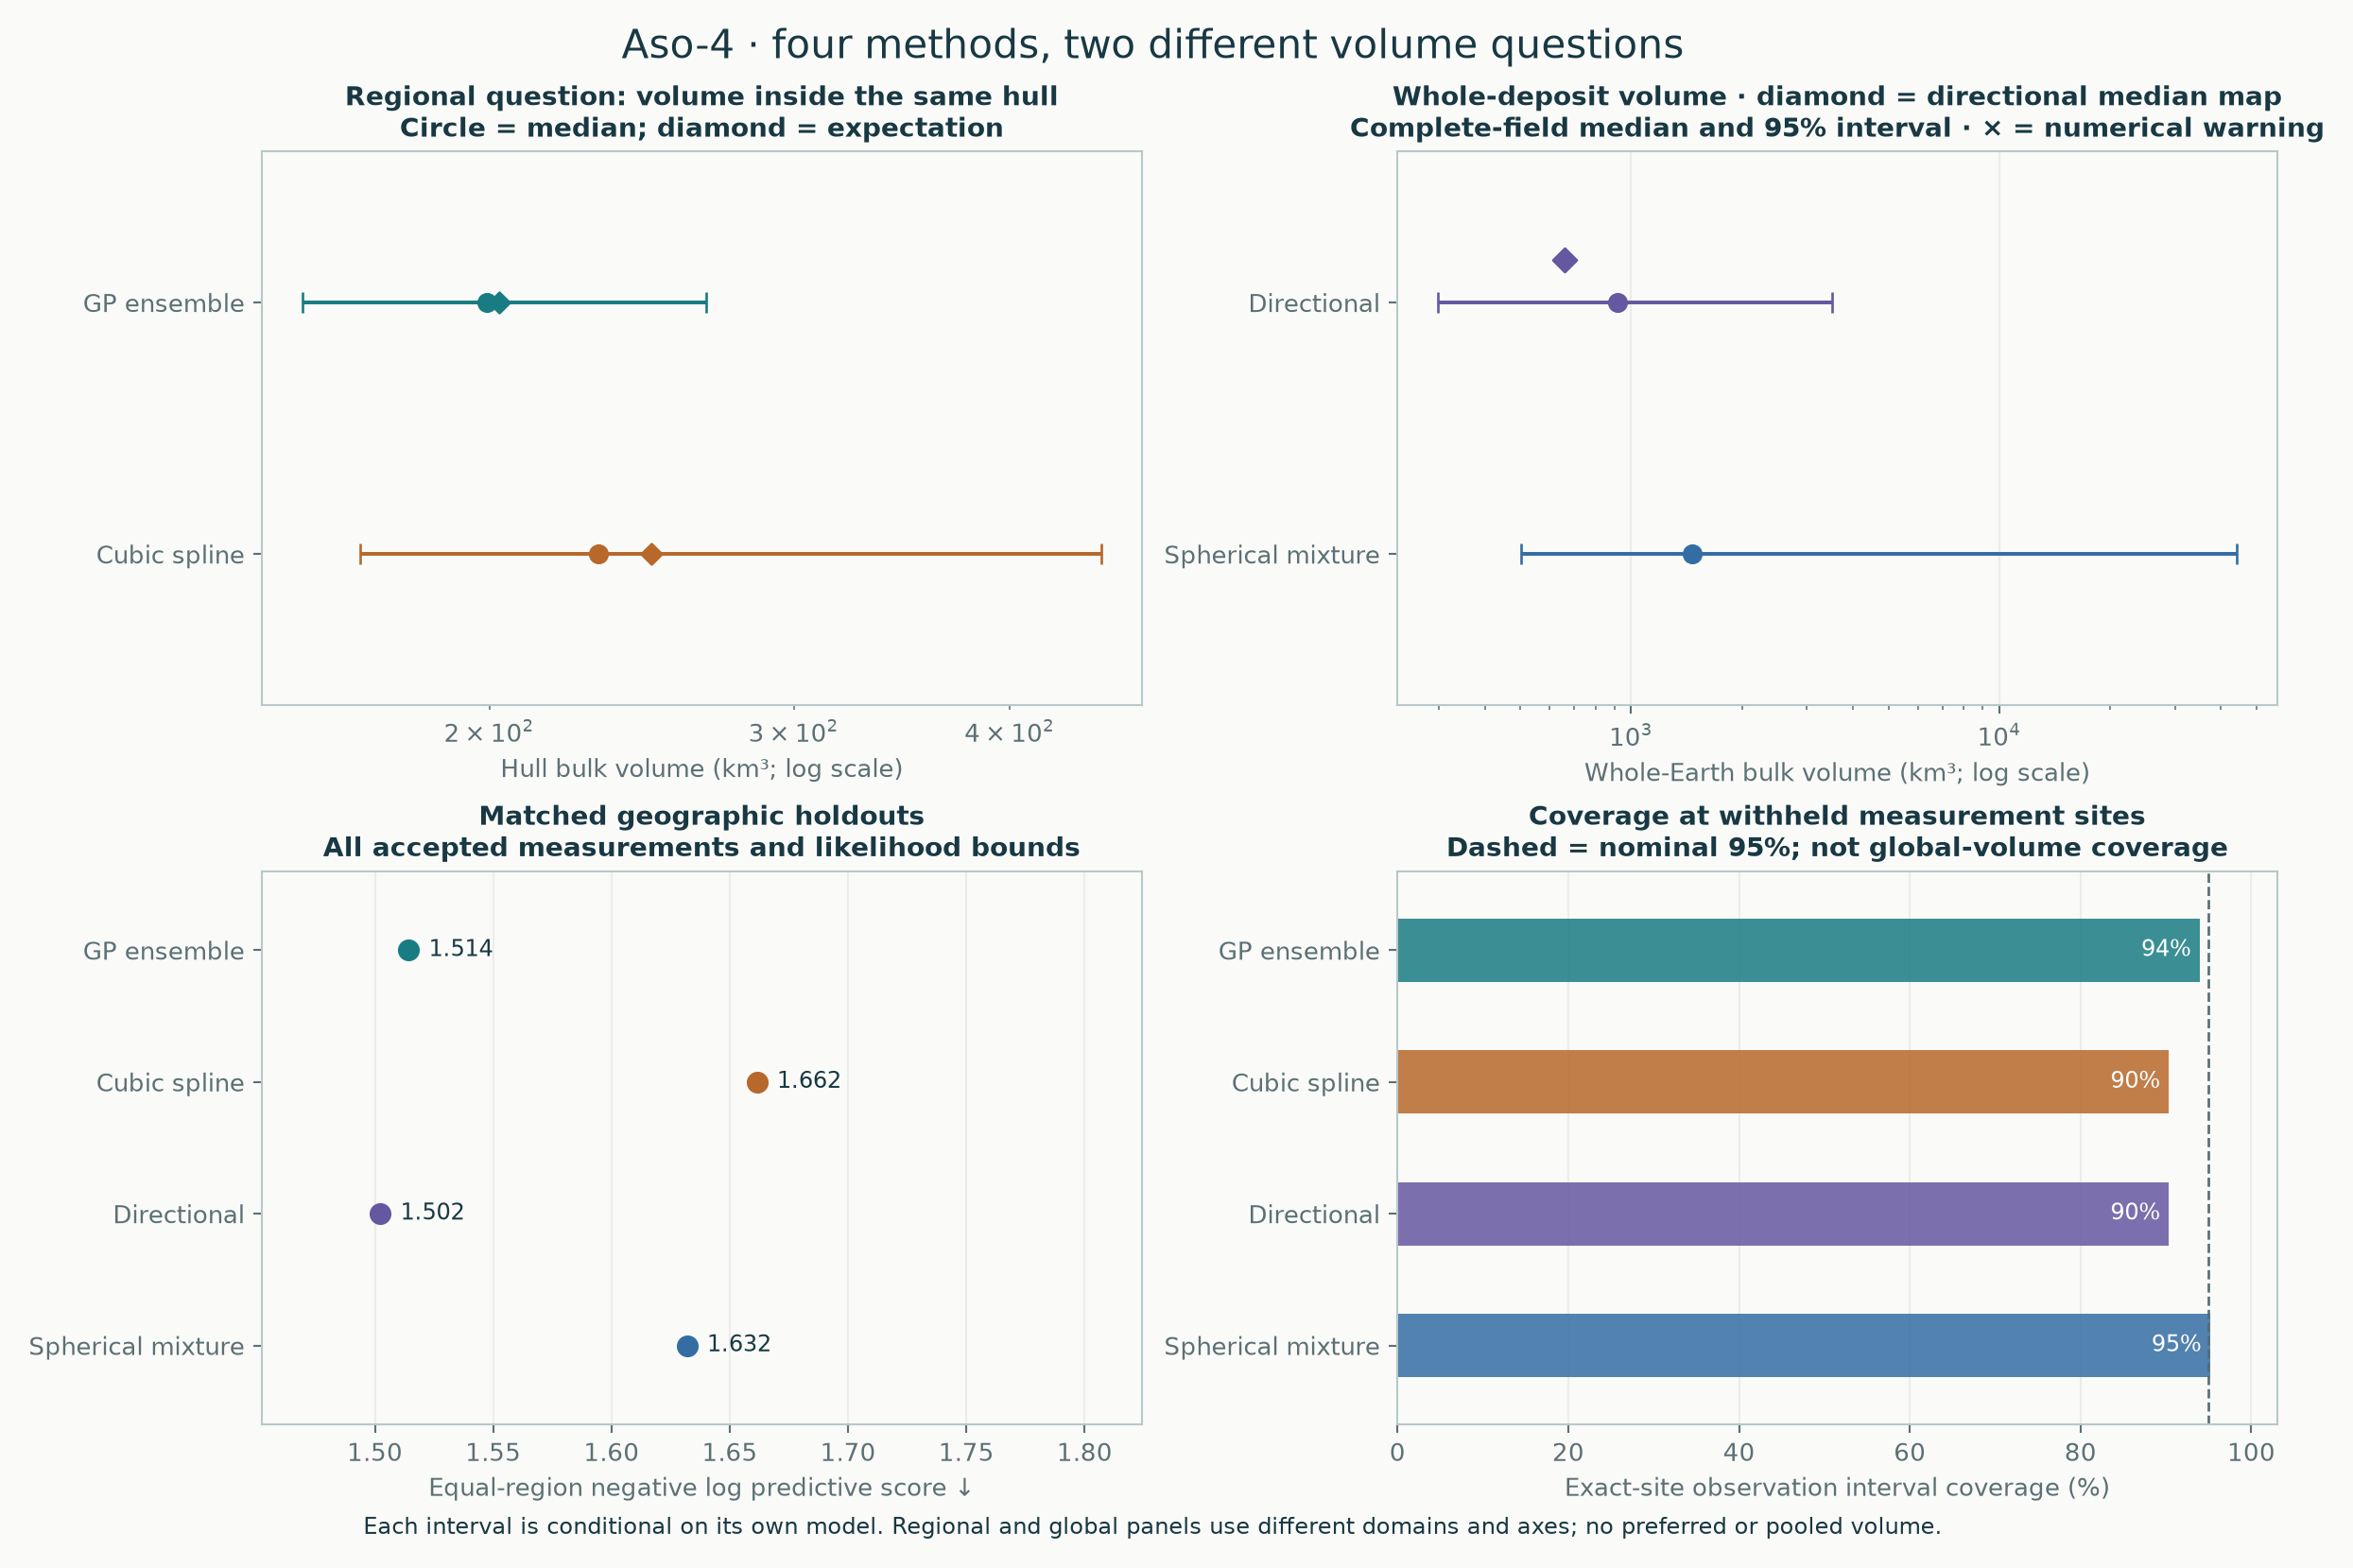 Aso-4 · four methods, two different volume questions
Regional question: volume inside the same hull
Circle = median; diamond = expectation
GP ensemble
Cubic spline
2 × 10²
3 × 10²
4 × 10²
Hull bulk volume (km³; log scale)
Whole-deposit volume · diamond = directional median map
Complete-field median and 95% interval · × = numerical warning
Directional
Spherical mixture
10³
10⁴
Whole-Earth bulk volume (km³; log scale)
Matched geographic holdouts
All accepted measurements and likelihood bounds
GP ensemble
1.514
Cubic spline
1.662
Directional
1.502
Spherical mixture
1.632
1.50
1.55
1.60
1.65
1.70
1.75
1.80
Equal-region negative log predictive score ↓
Coverage at withheld measurement sites
Dashed = nominal 95%; not global-volume coverage
GP ensemble
94%
Cubic spline
90%
Directional
90%
Spherical mixture
95%
0
20
40
60
80
100
Exact-site observation interval coverage (%)
Each interval is conditional on its own model. Regional and global panels use different domains and axes; no preferred or pooled volume.